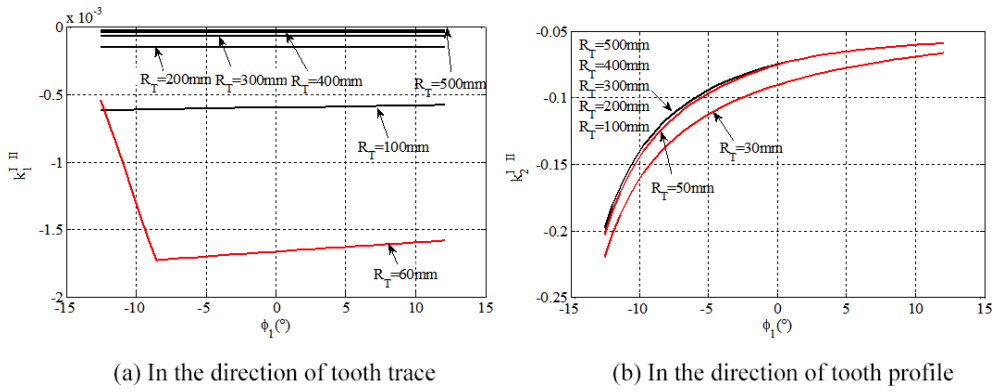 x 10^-3
0
-0.5
-1
-1.5
-2
k_1^I II
R_T=200mm
R_T=300mm
R_T=400mm
R_T=500mm
R_T=100mm
R_T=60mm
-15 -10 -5 0 5 10 15
ϕ_1(°)
(a) In the direction of tooth trace
-0.05
-0.1
-0.15
-0.2
-0.25
k_2^I II
R_T=500mm
R_T=400mm
R_T=300mm
R_T=200mm
R_T=100mm
R_T=30mm
R_T=50mm
-15 -10 -5 0 5 10 15
ϕ_1(°)
(b) In the direction of tooth profile